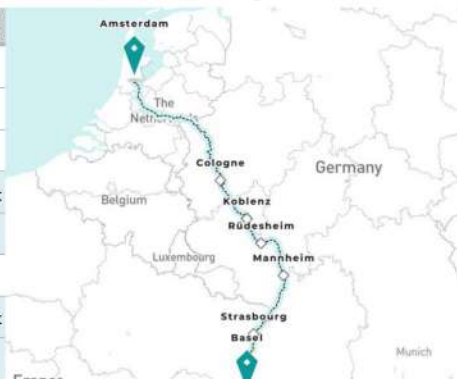 Amsterdam
The
Netherlands
Cologne
Germany
Koblenz
Belgium
Rüdesheim
Luxembourg
Mannheim
Strasbourg
Basel
Munich
France